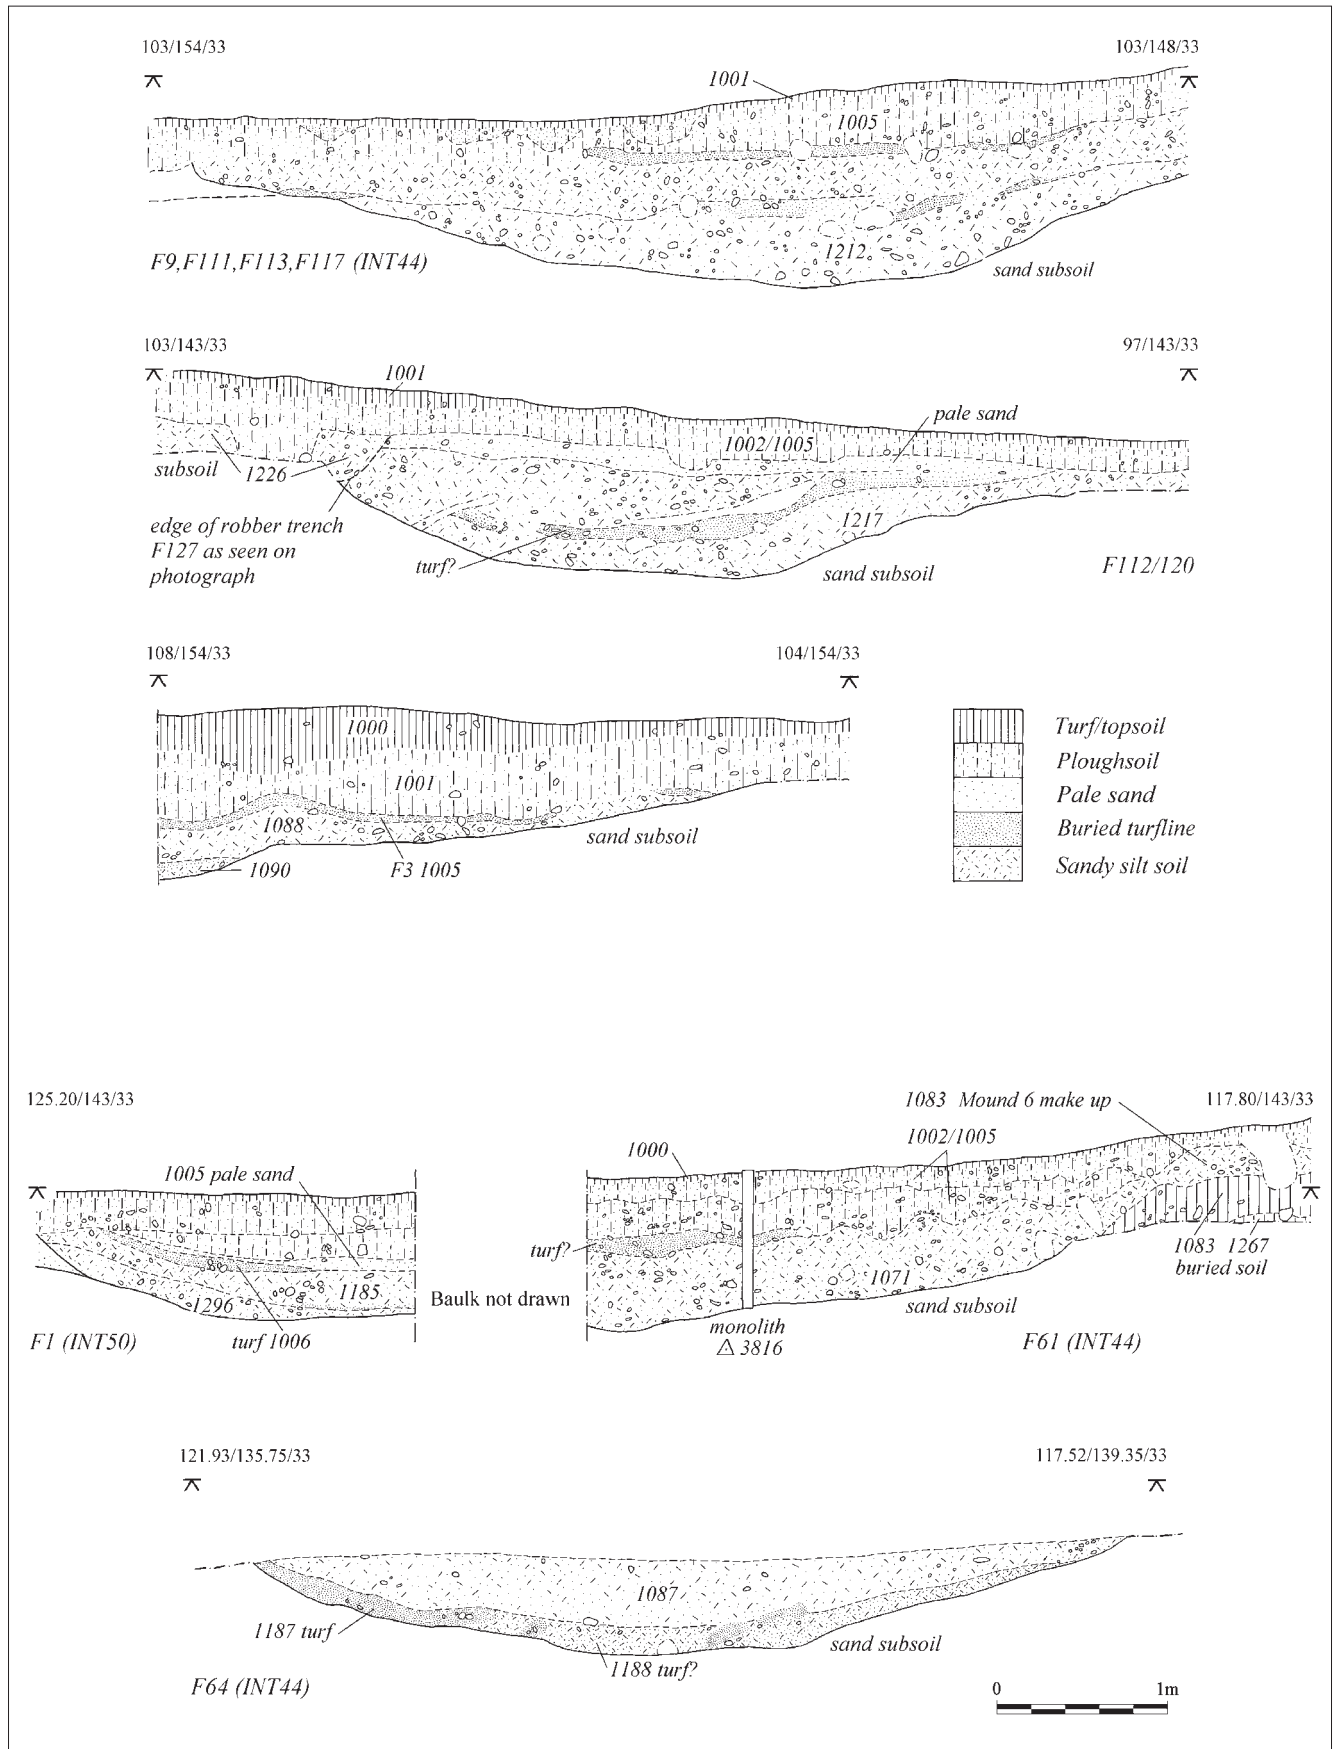 103/154/33
103/148/33
1001
1005
1212
F9,F111,F113,F117 (INT44)
sand subsoil
103/143/33
97/143/33
1001
pale sand
1002/1005
subsoil
1226
edge of robber trench
F127 as seen on
photograph
turf?
1217
sand subsoil
F112/120
108/154/33
104/154/33
1000
1001
1088
sand subsoil
1090
F3 1005
Turf/topsoil
Ploughsoil
Pale sand
Buried turfline
Sandy silt soil
125.20/143/33
1083 Mound 6 make up
117.80/143/33
1002/1005
1000
1005 pale sand
turf?
1083
1267
buried soil
1071
1185
1296
Baulk not drawn
sand subsoil
F1 (INT50)
turf 1006
monolith
△ 3816
F61 (INT44)
121.93/135.75/33
117.52/139.35/33
1087
1187 turf
sand subsoil
1188 turf?
F64 (INT44)
0
1m